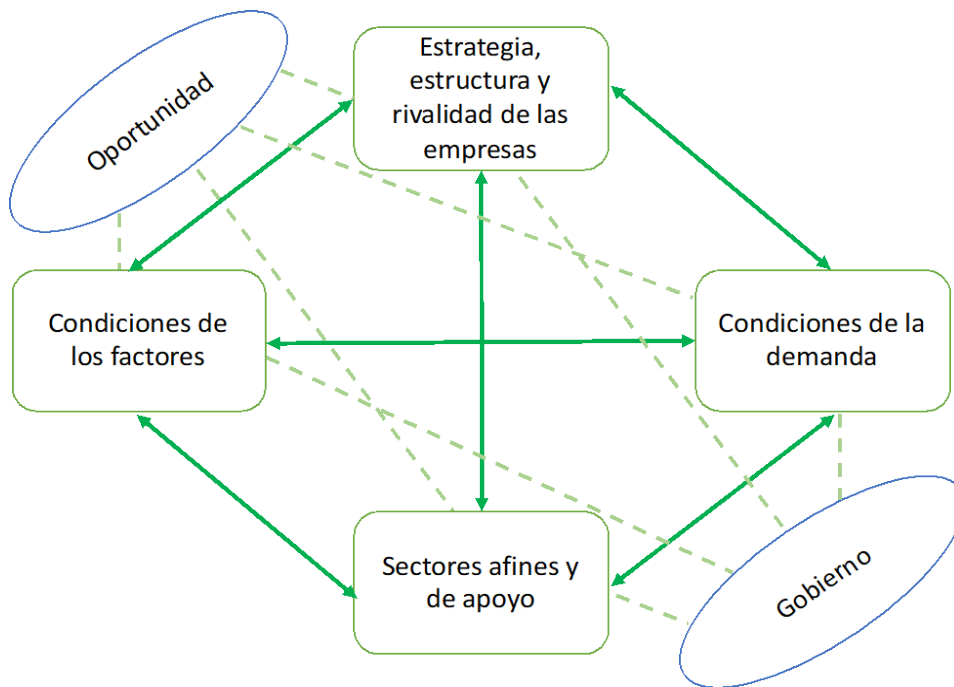 Estrategia,
estructura y
rivalidad de las
empresas
Oportunidad
Condiciones de
los factores
Condiciones de la
demanda
Sectores afines y
de apoyo
Gobierno